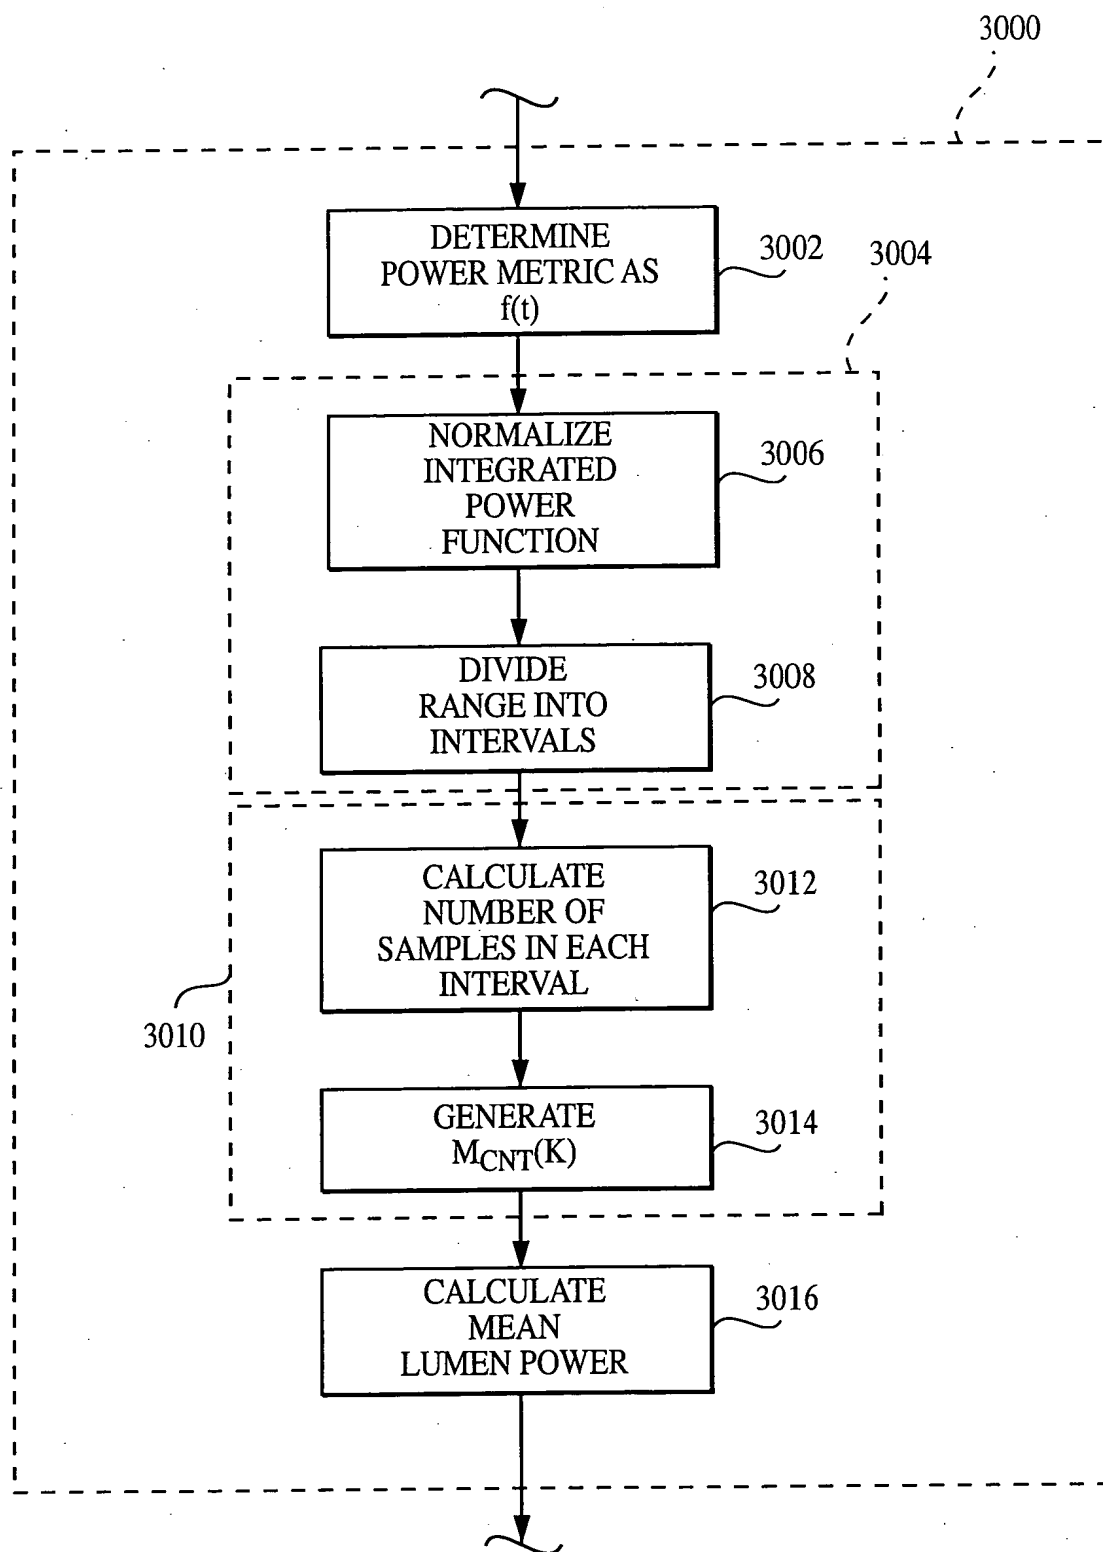 3000
DETERMINE
POWER METRIC AS
f(t)
3002
3004
NORMALIZE
INTEGRATED
POWER
FUNCTION
3006
DIVIDE
RANGE INTO
INTERVALS
3008
CALCULATE
NUMBER OF
SAMPLES IN EACH
INTERVAL
3012
3010
GENERATE
MCNT(K)
3014
CALCULATE
MEAN
LUMEN POWER
3016